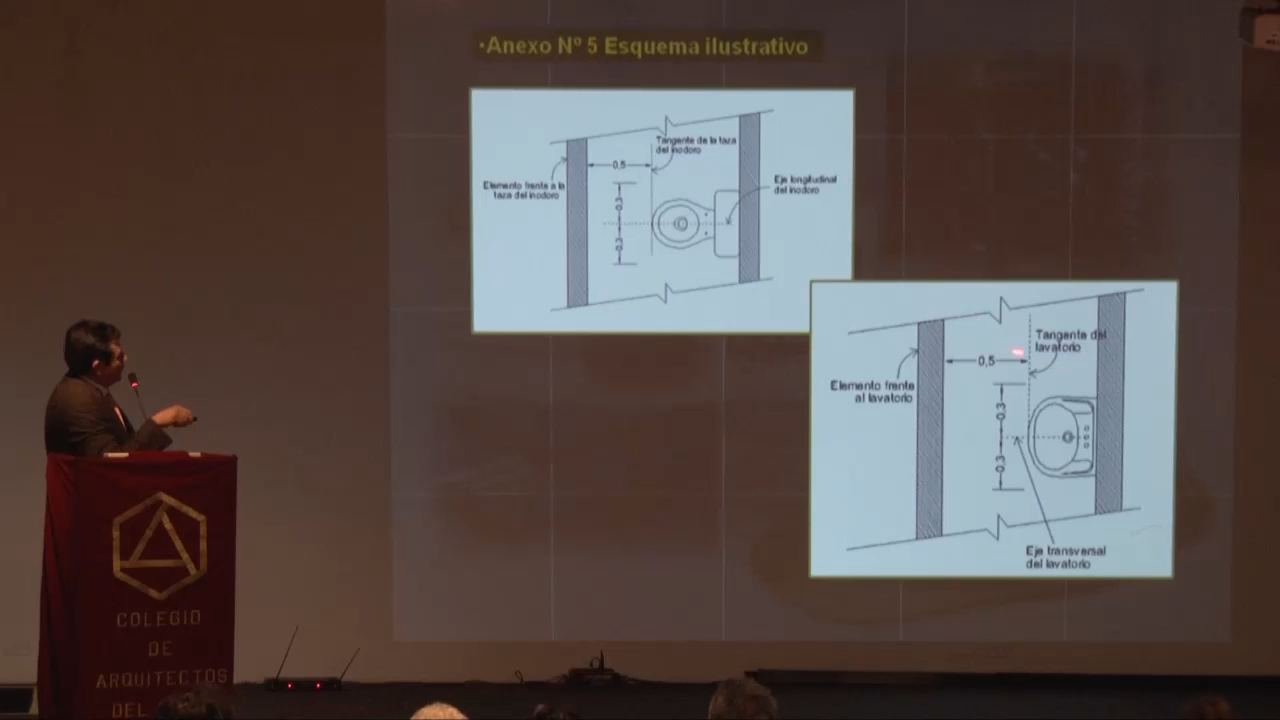 •Anexo Nº 5 Esquema ilustrativo
Tangente de la taza
del inodoro
0,5
Elemento frente a la
taza del inodoro
Eje longitudinal
del inodoro
0,3
0,3
Tangente del
lavatorio
0,5
Elemento frente
al lavatorio
0,3
0,3
Eje transversal
del lavatorio
COLEGIO
DE
ARQUITECTOS
DEL